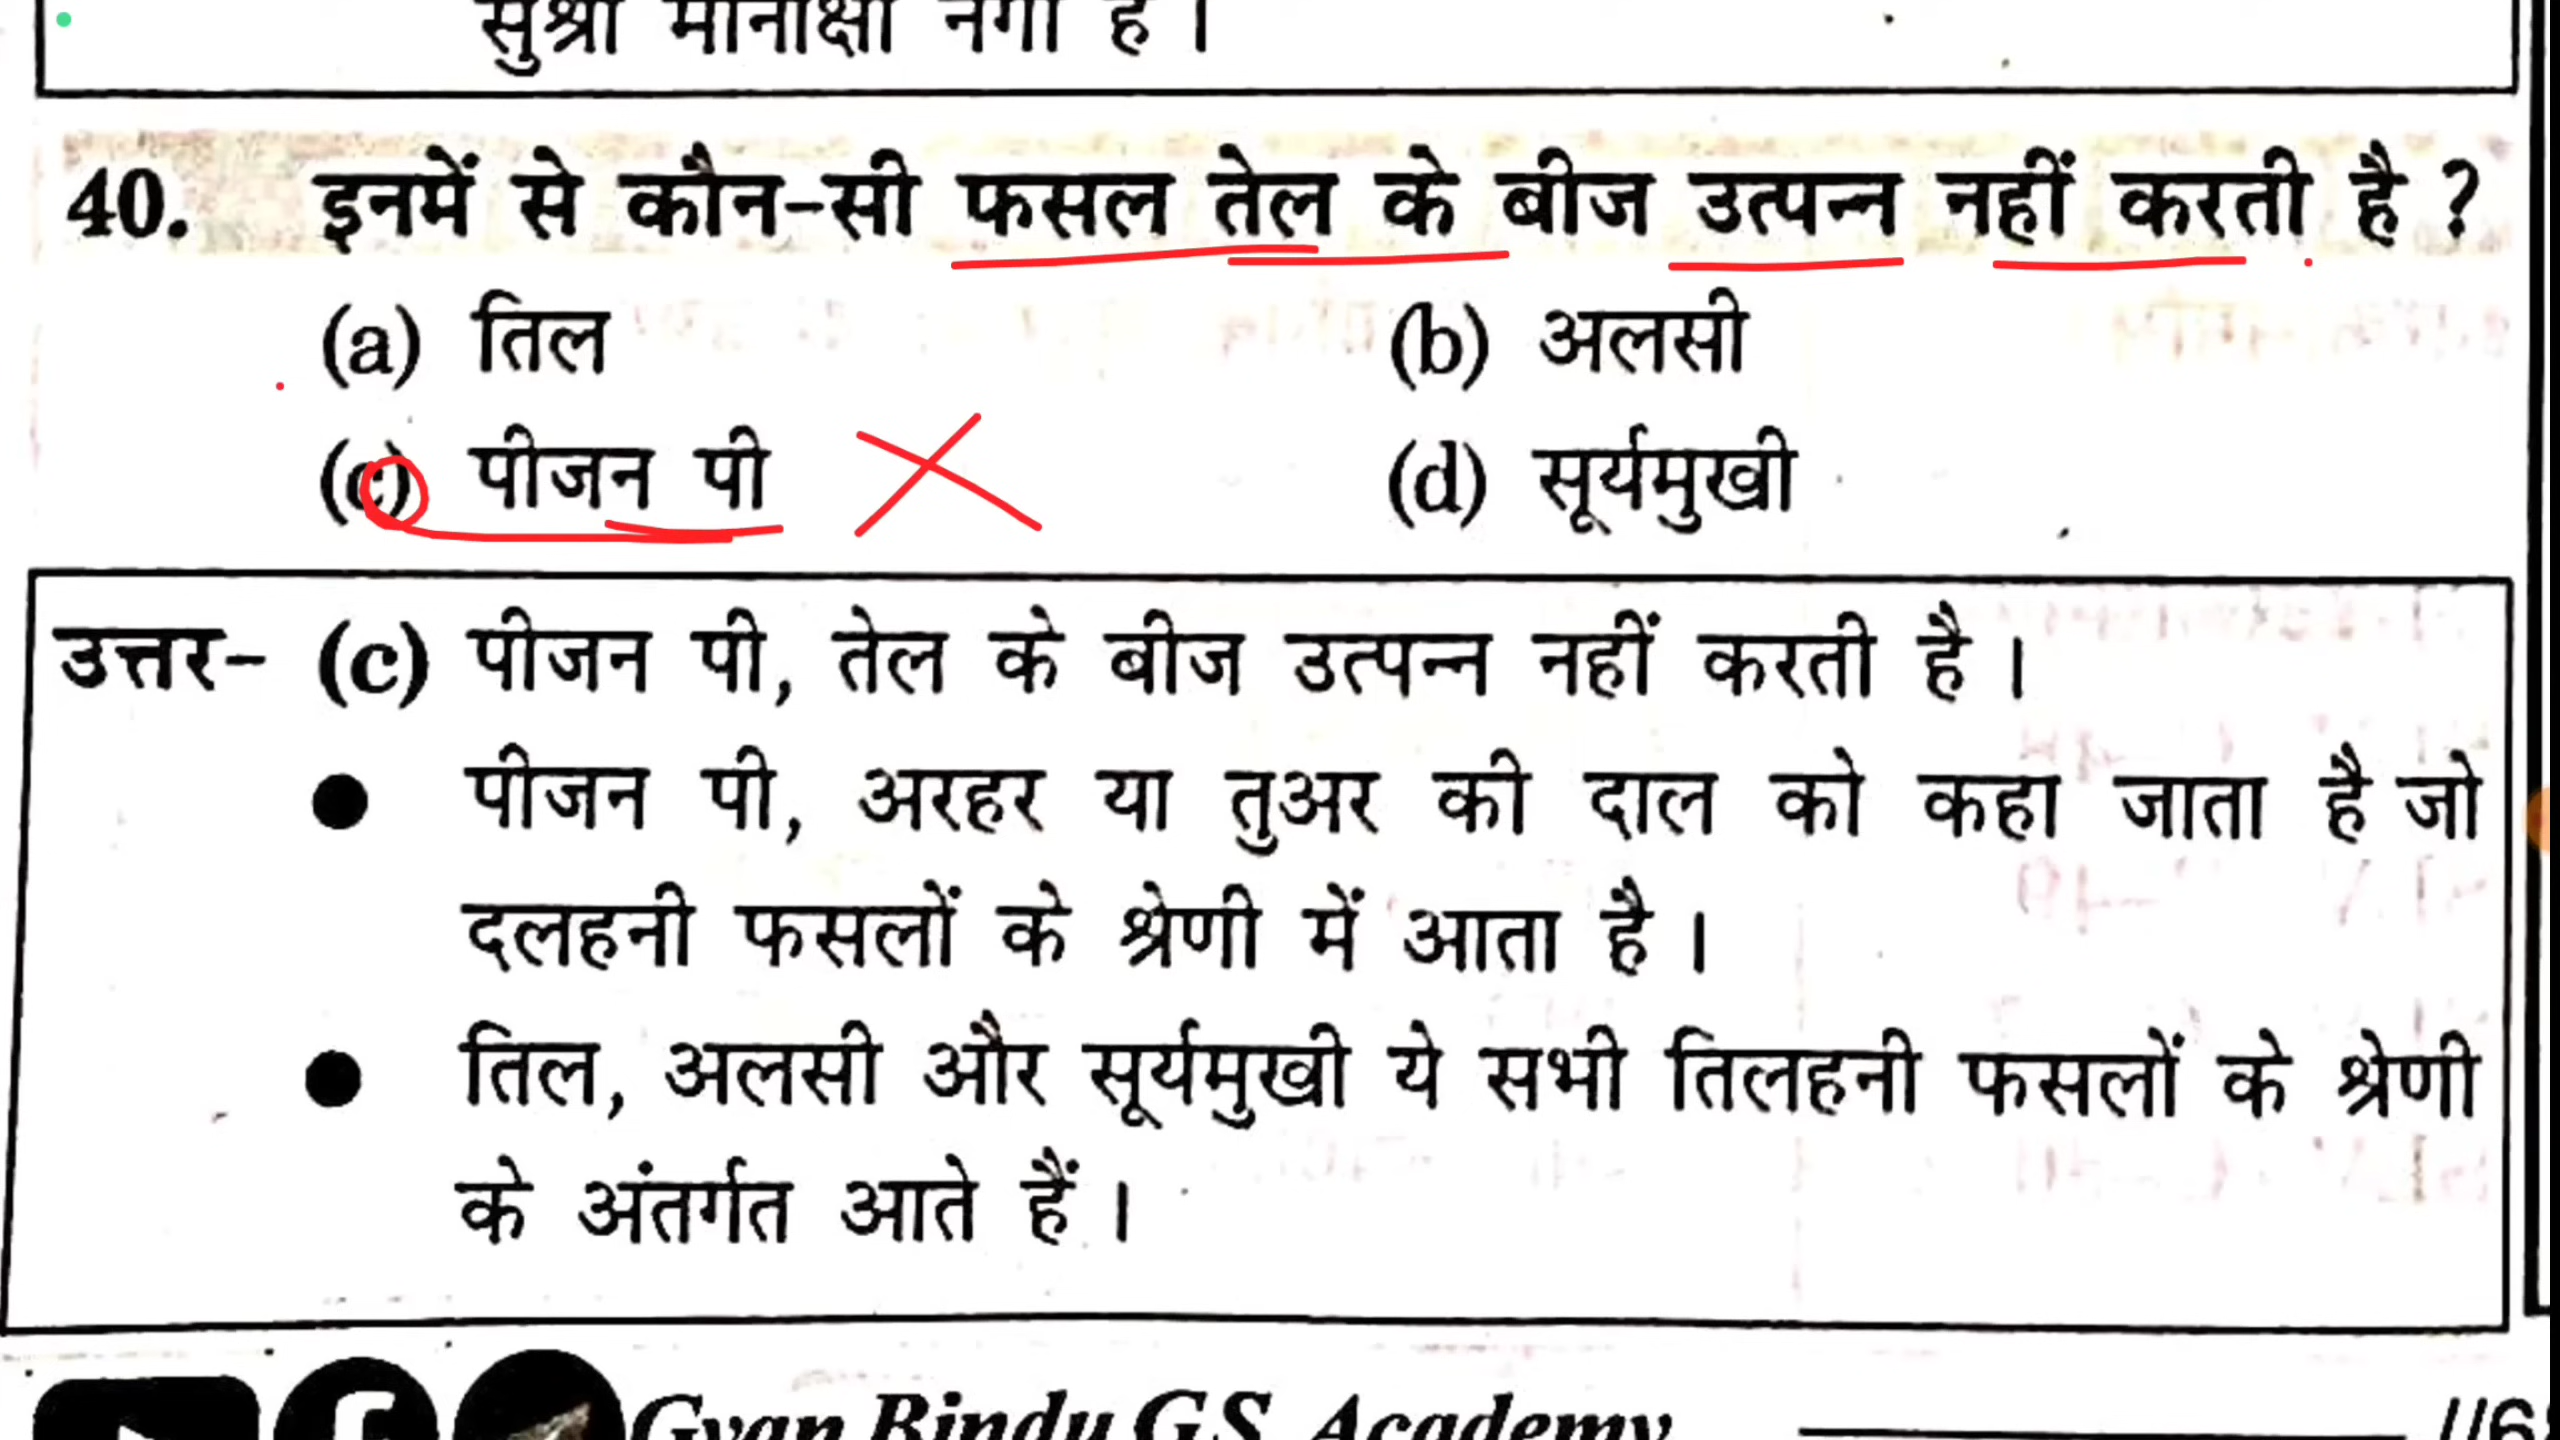 सुश्री मीनाक्षी नेगी हैं।
40. इनमें से कौन-सी फसल तेल के बीज उत्पन्न नहीं करती है ?
(a) तिल (b) अलसी
(c) पीजन पी (d) सूर्यमुखी
उत्तर- (c) पीजन पी, तेल के बीज उत्पन्न नहीं करती है।
● पीजन पी, अरहर या तुअर की दाल को कहा जाता है जो
दलहनी फसलों के श्रेणी में आता है।
● तिल, अलसी और सूर्यमुखी ये सभी तिलहनी फसलों के श्रेणी
के अंतर्गत आते हैं।
Gyan Bindu G.S. Academy